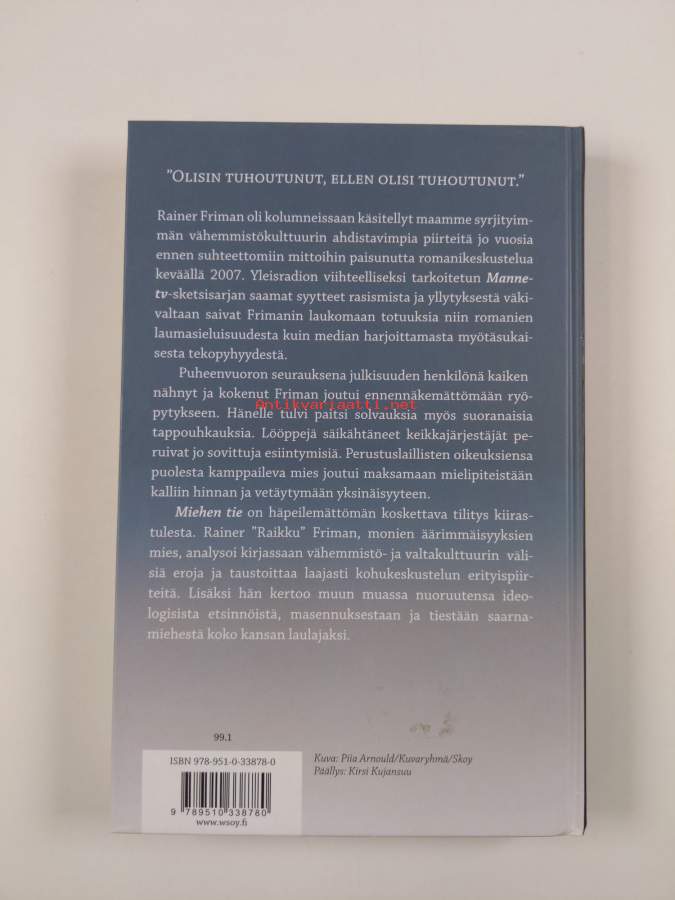 "Olisin tuhoutunut, ellen olisi tuhoutunut."
Rainer Friman oli kolumneissaan käsitellyt maamme syrjityim-
män vähemmistökulttuurin ahdistavimpia piirteitä jo vuosia
ennen suhteettomiin mittoihin paisunutta romanikeskustelua
keväällä 2007. Yleisradion viihteelliseksi tarkoitetun Manne-
tv-sketsisarjan saamat syytteet rasismista ja yllytyksestä väki-
valtaan saivat Frimanin laukomaan totuuksia niin romanien
laumasieluisuudesta kuin median harjoittamasta myötäsukai-
sesta tekopyhyydestä.
Puheenvuoron seurauksena julkisuuden henkilönä kaiken
nähnyt ja kokenut Friman joutui ennennäkemättömään ryö-
pytykseen. Hänelle tulvi paitsi solvauksia myös suoranaisia
tappouhkauksia. Lööppejä säikähtäneet keikkajärjestäjät pe-
ruivat jo sovittuja esiintymisiä. Perustuslaillisten oikeuksiensa
puolesta kamppaileva mies joutui maksamaan mielipiteistään
kalliin hinnan ja vetäytymään yksinäisyyteen.
Miehen tie on häpeilemättömän koskettava tilitys kiiras-
tulesta. Rainer "Raikku" Friman, monien äärimmäisyyksien
mies, analysoi kirjassaan vähemmistö- ja valtakulttuurin väli-
siä eroja ja taustoittaa laajasti kohukeskustelun erityispiir-
teitä. Lisäksi hän kertoo muun muassa nuoruutensa ideo-
logisista etsinnöistä, masennuksestaan ja tiestään saarna-
miehestä koko kansan laulajaksi.
Antikvariaatti.net
99.1
ISBN 978-951-0-33878-0
9 789510 338780
www.wsoy.fi
Kuva: Piia Arnould/Kuvaryhmä/Skoy
Päällys: Kirsi Kujansuu